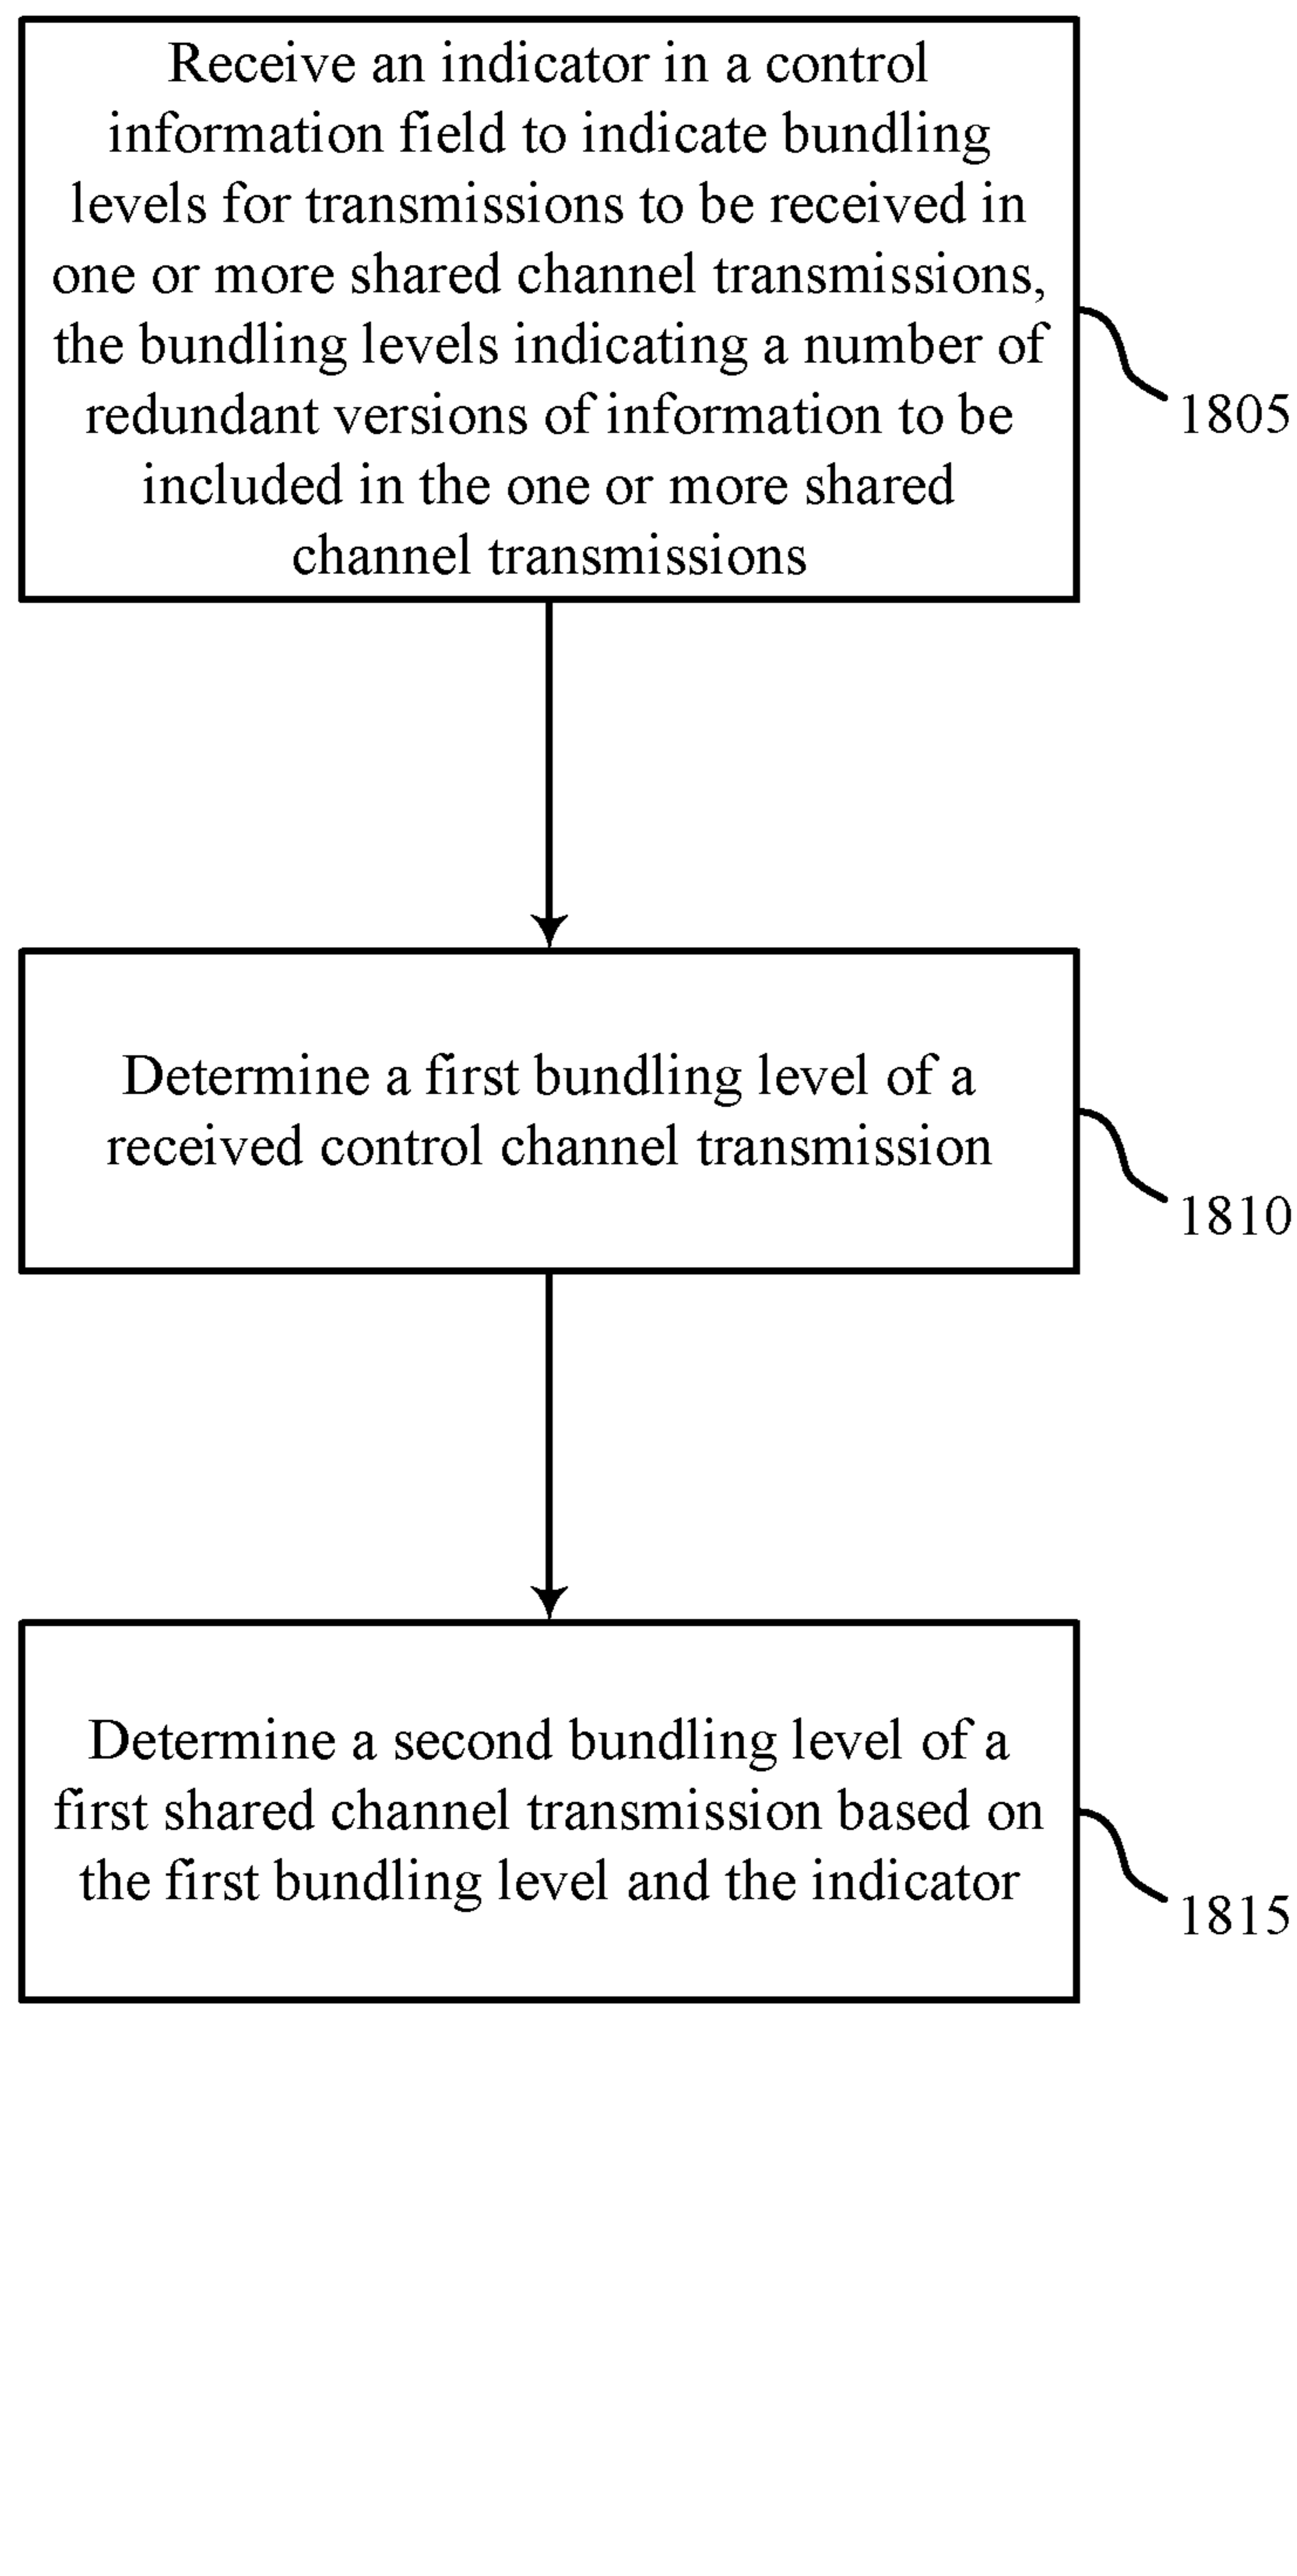 Receive an indicator in a control
information field to indicate bundling
levels for transmissions to be received in
one or more shared channel transmissions,
the bundling levels indicating a number of
redundant versions of information to be
included in the one or more shared
channel transmissions
1805
Determine a first bundling level of a
received control channel transmission
1810
Determine a second bundling level of a
first shared channel transmission based on
the first bundling level and the indicator
1815